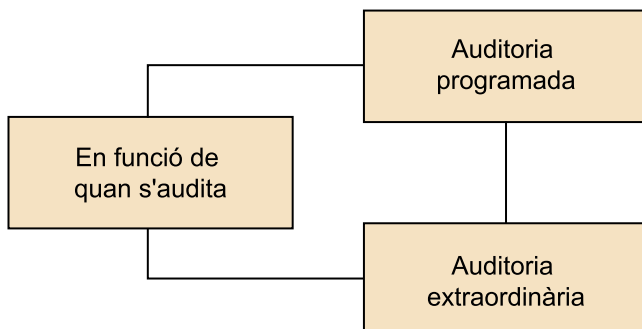 Auditoria
programada
En funció de
quan s'audita
Auditoria
extraordinària